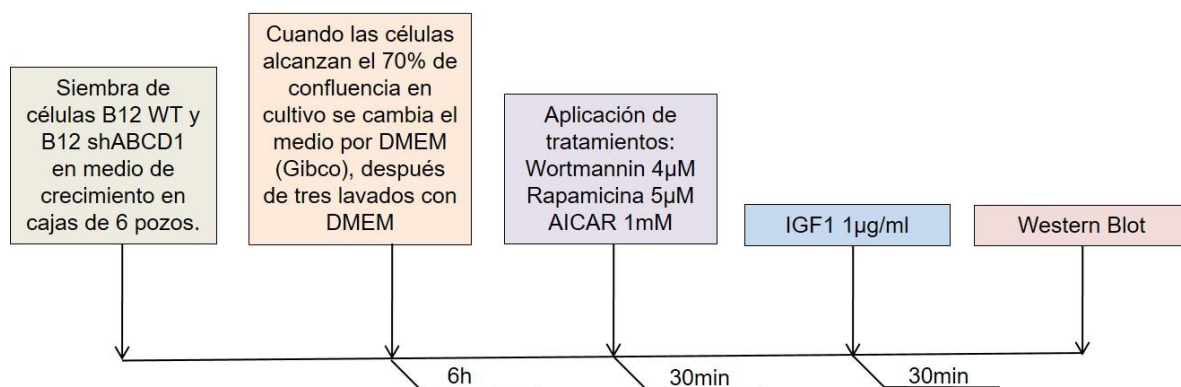 Siembra de
células B12 WT y
B12 shABCD1
en medio de
crecimiento en
cajas de 6 pozos.
Cuando las células
alcanzan el 70% de
confluencia en
cultivo se cambia el
medio por DMEM
(Gibco), después
de tres lavados con
DMEM
Aplicación de
tratamientos:
Wortmannin 4µM
Rapamicina 5µM
AICAR 1mM
IGF1 1µg/ml
Western Blot
6h
30min
30min